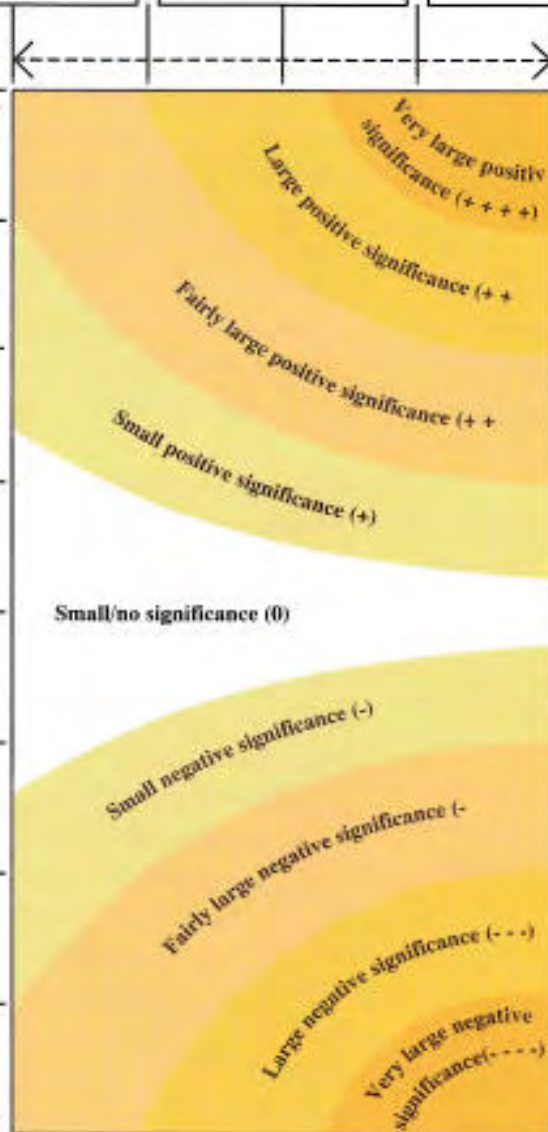 Very large positiv
significance (+ + + +)
Large positive significance (+ +
Fairly large positive significance (+ +
Small positive significance (+)
Small/no significance (0)
Small negative significance (-)
Fairly large negative significance (-
Large negative significance (- - -)
Very large negative
significance(- - - -)